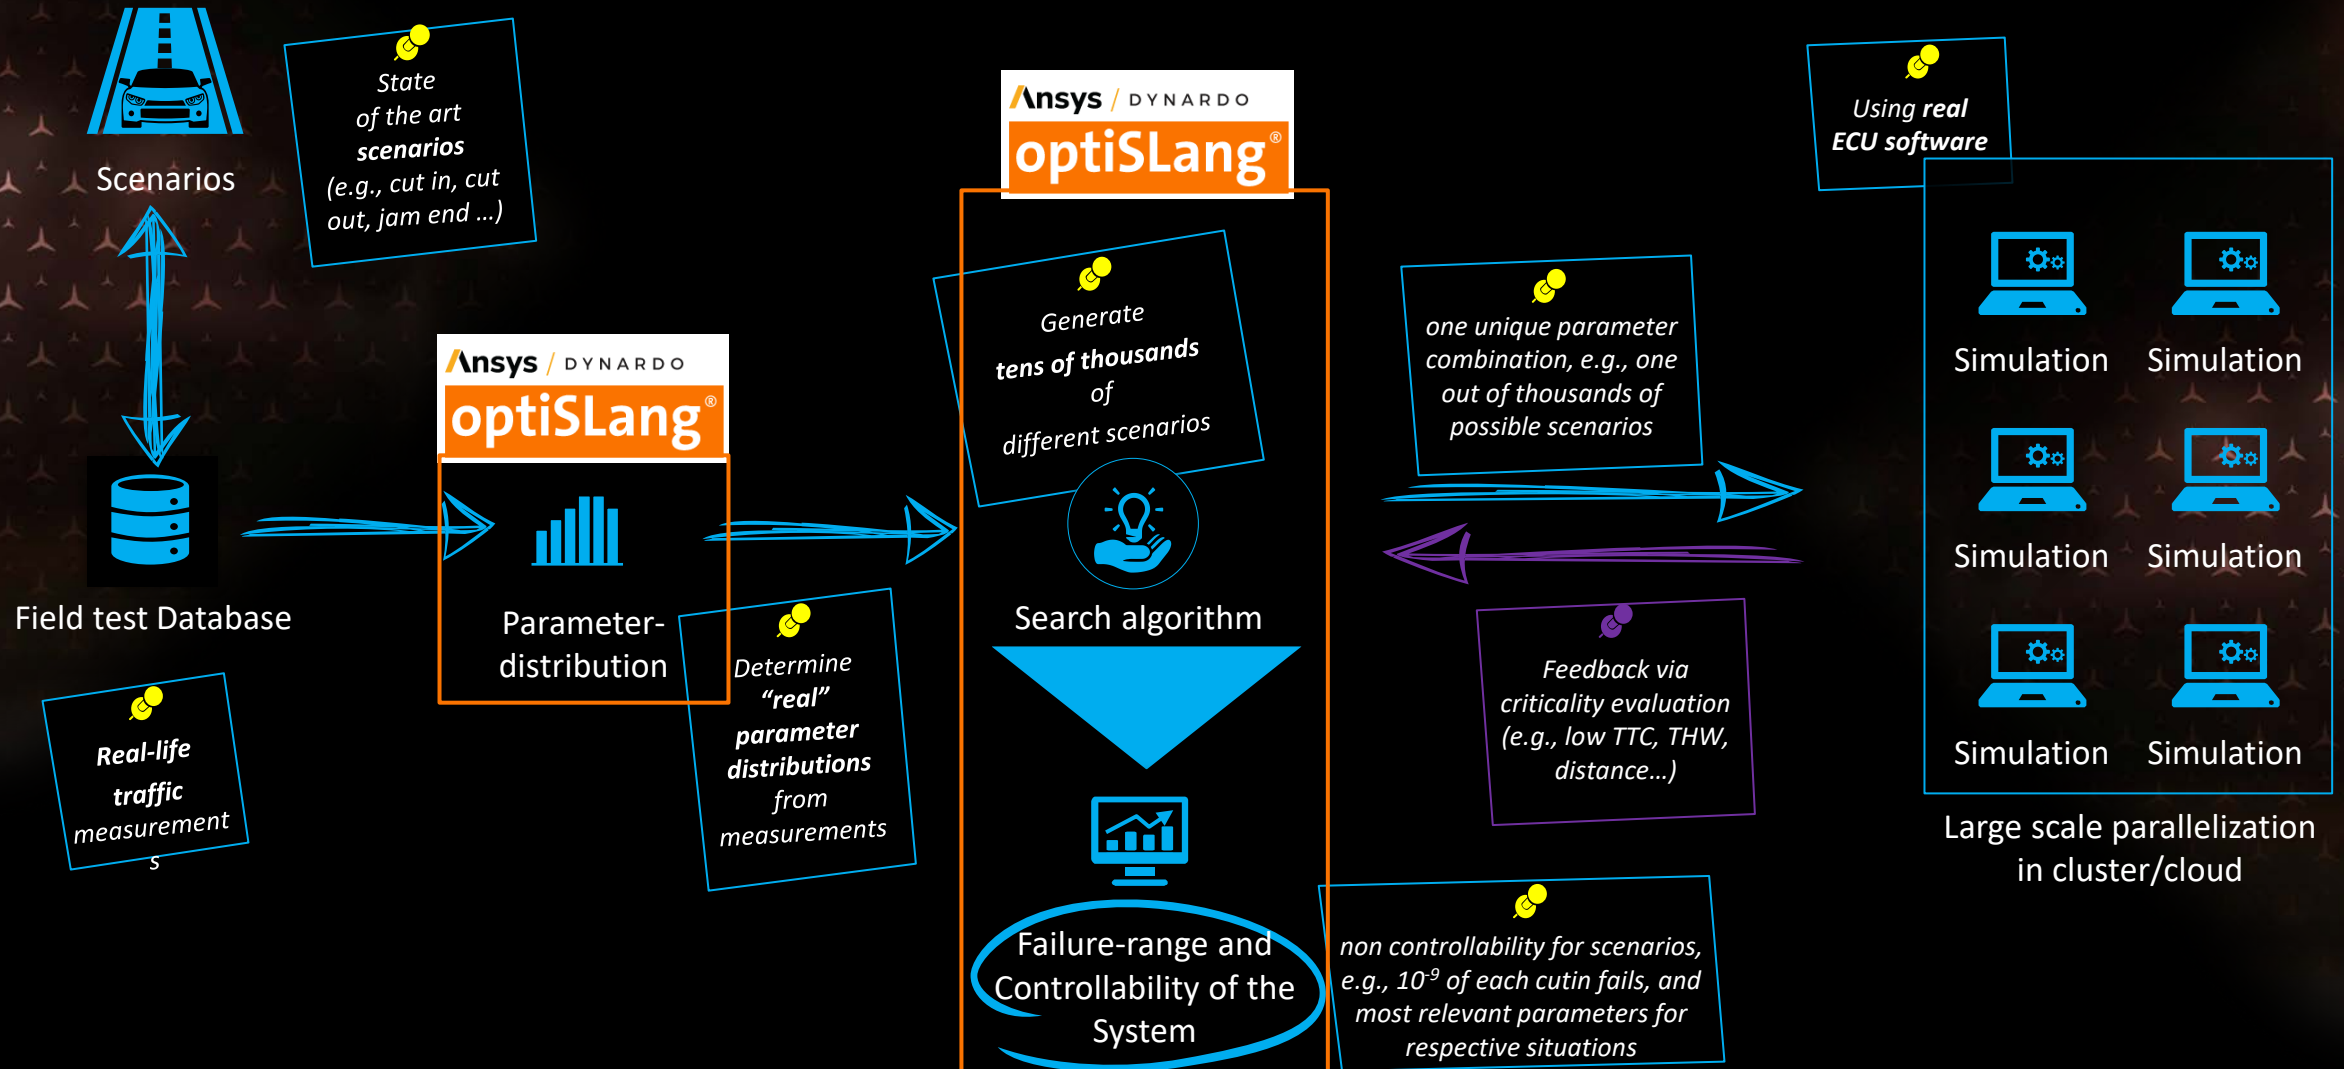 Scenarios
State
of the art
scenarios
(e.g., cut in, cut
out, jam end ...)
Field test Database
Real-life
traffic
measurement
s
Ansys / DYNARDO
optiSLang®
Parameter-
distribution
Determine
“real”
parameter
distributions
from
measurements
Ansys / DYNARDO
optiSLang®
Generate
tens of thousands
of
different scenarios
Search algorithm
Failure-range and
Controllability of the
System
one unique parameter
combination, e.g., one
out of thousands of
possible scenarios
Feedback via
criticality evaluation
(e.g., low TTC, THW,
distance...)
non controllability for scenarios,
e.g., 10⁻⁹ of each cutin fails, and
most relevant parameters for
respective situations
Using real
ECU software
Simulation Simulation
Simulation Simulation
Simulation Simulation
Large scale parallelization
in cluster/cloud